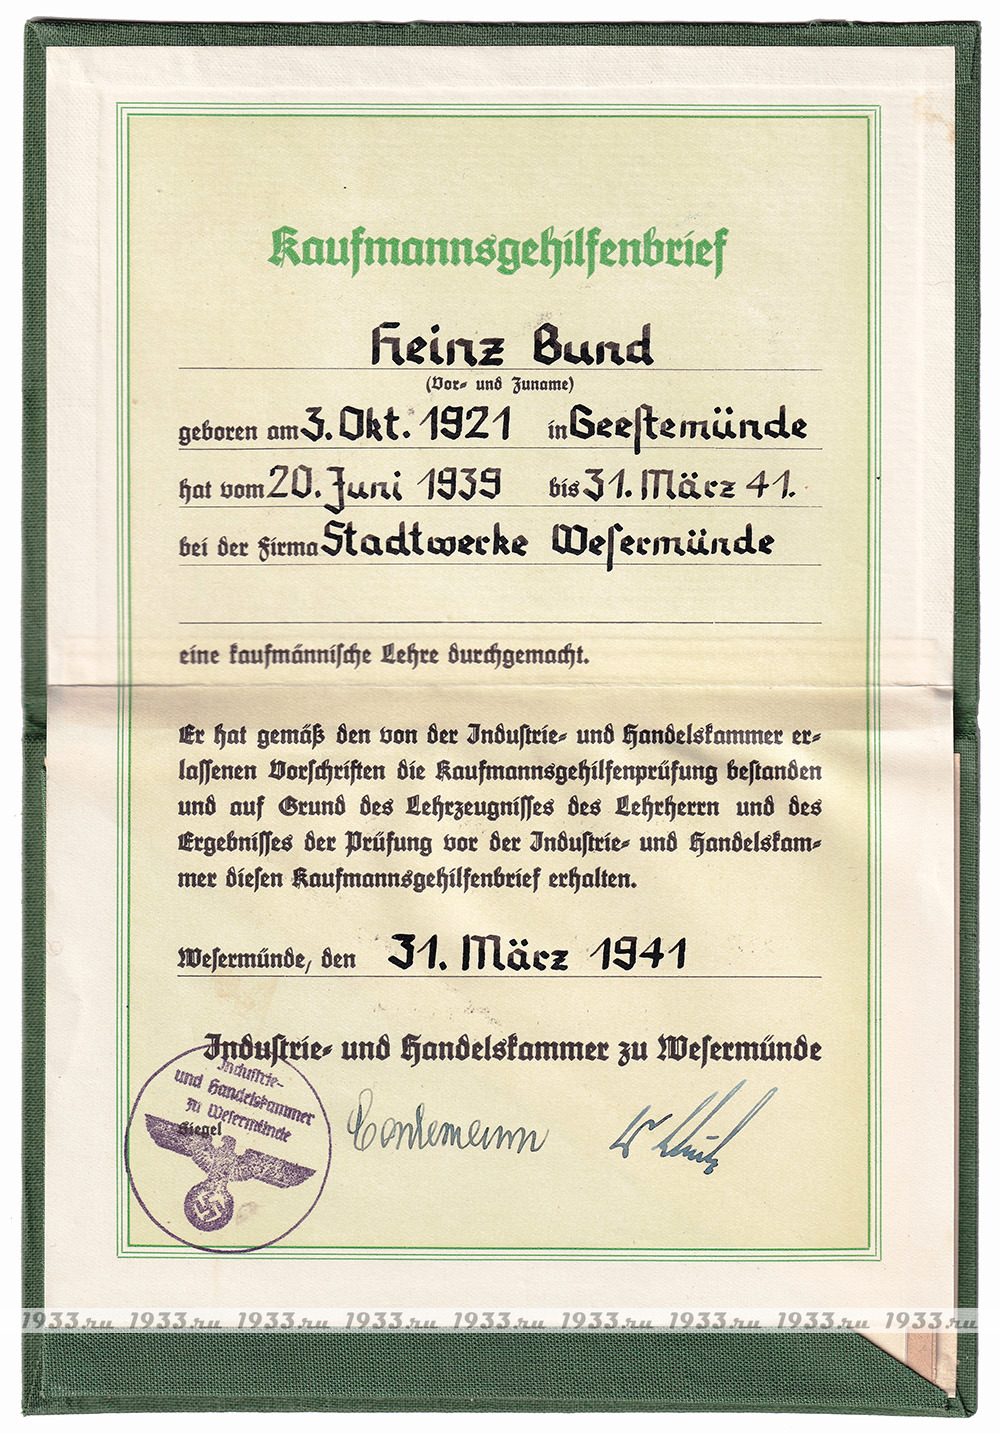 Kaufmannsgehilfenbrief
Heinz Bund
(Vor- und Zuname)
geboren am 3. Okt. 1921 in Geestemünde
hat vom 20. Juni 1939 bis 31. März 41.
bei der Firma Stadtwerke Wesermünde
eine kaufmännische Lehre durchgemacht.
Er hat gemäß den von der Industrie- und Handelskammer er-
lassenen Vorschriften die Kaufmannsgehilfenprüfung bestanden
und auf Grund des Lehrzeugnisses des Lehrherrn und des
Ergebnisses der Prüfung vor der Industrie- und Handelskam-
mer diesen Kaufmannsgehilfenbrief erhalten.
Wesermünde, den 31. März 1941
Industrie- und Handelskammer zu Wesermünde
Industrie-
und Handelskammer
zu Wesermünde
Siegel
1933.ru 1933.ru 1933.ru 1933.ru 1933.ru 1933.ru 1933.ru 1933.ru 1933.ru